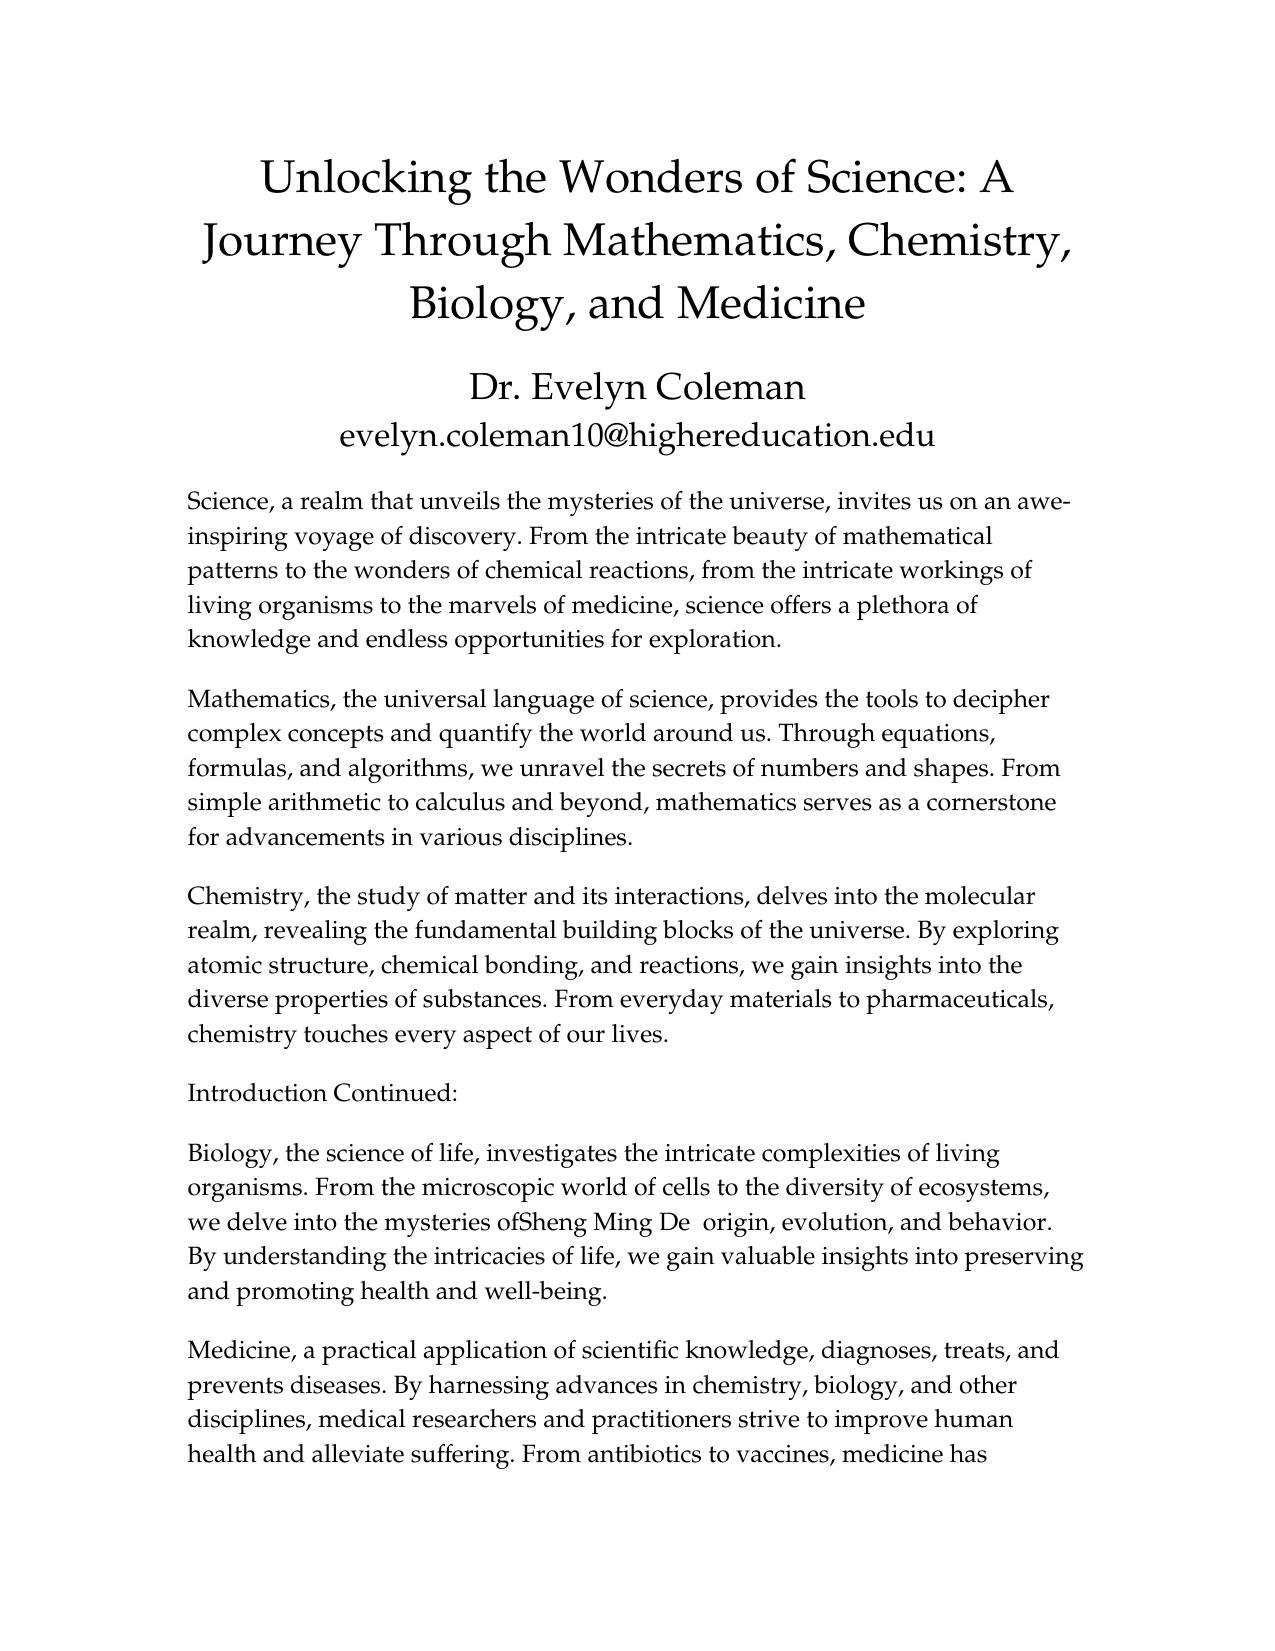 Unlocking the Wonders of Science: A
Journey Through Mathematics, Chemistry,
Biology, and Medicine
Dr. Evelyn Coleman
evelyn.coleman10@highereducation.edu
Science, a realm that unveils the mysteries of the universe, invites us on an awe-
inspiring voyage of discovery. From the intricate beauty of mathematical
patterns to the wonders of chemical reactions, from the intricate workings of
living organisms to the marvels of medicine, science offers a plethora of
knowledge and endless opportunities for exploration.
Mathematics, the universal language of science, provides the tools to decipher
complex concepts and quantify the world around us. Through equations,
formulas, and algorithms, we unravel the secrets of numbers and shapes. From
simple arithmetic to calculus and beyond, mathematics serves as a cornerstone
for advancements in various disciplines.
Chemistry, the study of matter and its interactions, delves into the molecular
realm, revealing the fundamental building blocks of the universe. By exploring
atomic structure, chemical bonding, and reactions, we gain insights into the
diverse properties of substances. From everyday materials to pharmaceuticals,
chemistry touches every aspect of our lives.
Introduction Continued:
Biology, the science of life, investigates the intricate complexities of living
organisms. From the microscopic world of cells to the diversity of ecosystems,
we delve into the mysteries ofSheng Ming De  origin, evolution, and behavior.
By understanding the intricacies of life, we gain valuable insights into preserving
and promoting health and well-being.
Medicine, a practical application of scientific knowledge, diagnoses, treats, and
prevents diseases. By harnessing advances in chemistry, biology, and other
disciplines, medical researchers and practitioners strive to improve human
health and alleviate suffering. From antibiotics to vaccines, medicine has